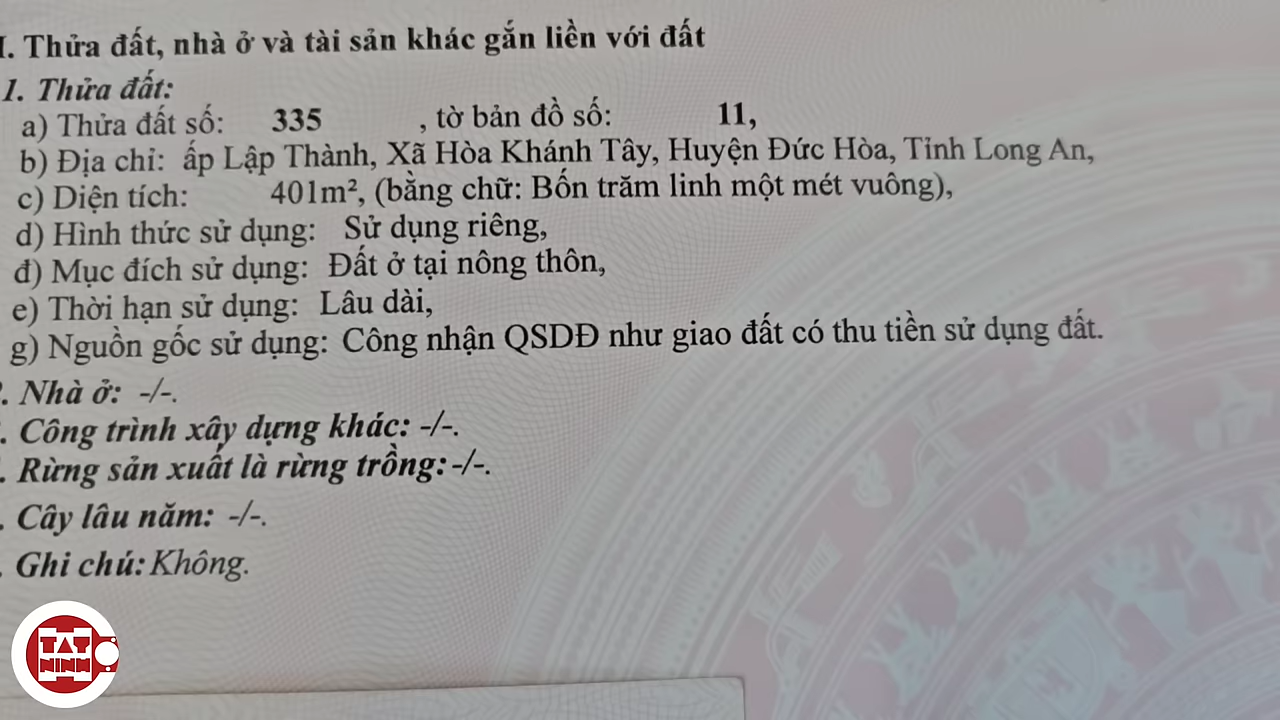 I. Thửa đất, nhà ở và tài sản khác gắn liền với đất
1. Thửa đất:
a) Thửa đất số: 335 , tờ bản đồ số: 11,
b) Địa chỉ: ấp Lập Thành, Xã Hòa Khánh Tây, Huyện Đức Hòa, Tỉnh Long An,
c) Diện tích: 401m², (bằng chữ: Bốn trăm linh một mét vuông),
d) Hình thức sử dụng: Sử dụng riêng,
đ) Mục đích sử dụng: Đất ở tại nông thôn,
e) Thời hạn sử dụng: Lâu dài,
g) Nguồn gốc sử dụng: Công nhận QSDĐ như giao đất có thu tiền sử dụng đất.
. Nhà ở: -/-.
. Công trình xây dựng khác: -/-.
. Rừng sản xuất là rừng trồng: -/-.
. Cây lâu năm: -/-.
. Ghi chú: Không.
TAY
NINH